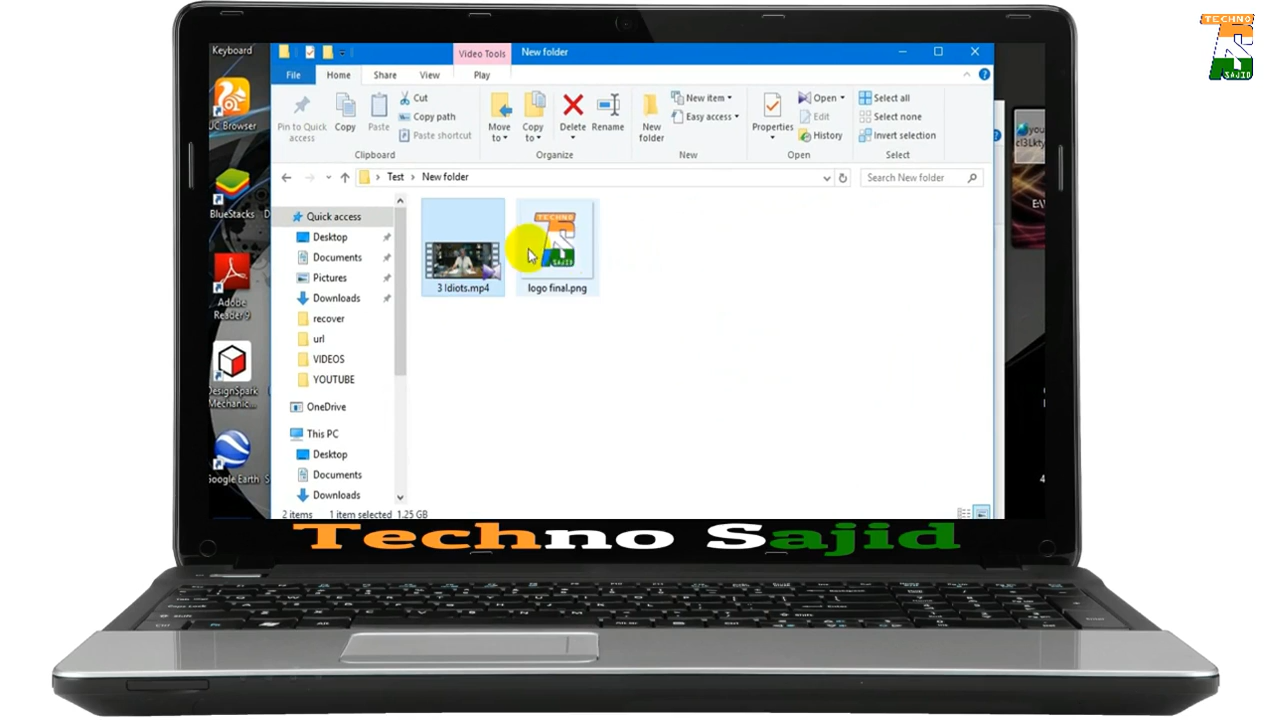 TECHNO
SAJID
Keyboard
UC Browser
BlueStacks
Adobe
Reader 9
DesignSpark
Mechanic...
Google Earth
Video Tools
New folder
File
Home
Share
View
Play
Pin to Quick
access
Copy
Paste
Cut
Copy path
Paste shortcut
Clipboard
Move
to
Copy
to
Delete
Rename
Organize
New
folder
New item
Easy access
New
Properties
Open
Edit
History
Open
Select all
Select none
Invert selection
Select
Test > New folder
Search New folder
Quick access
Desktop
Documents
Pictures
Downloads
recover
url
VIDEOS
YOUTUBE
OneDrive
This PC
Desktop
Documents
Downloads
3 Idiots.mp4
TECHNO
SAJID
logo final.png
2 items
1 item selected 1.25 GB
Techno Sajid